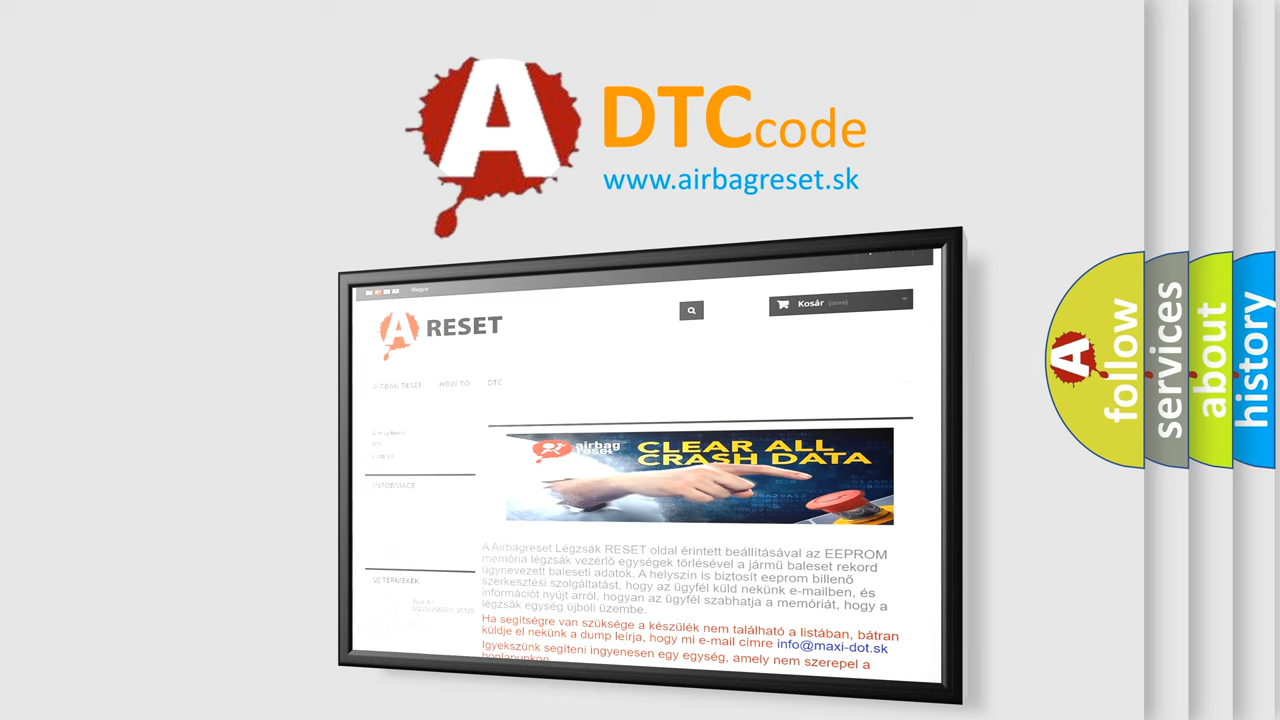 A
DTCcode
www.airbagreset.sk
Magyar
A RESET
Kosár (üres)
AIRBAG RESET HOW TO DTC
airbag
reset
CLEAR ALL
CRASH DATA
INFORMACE
A Airbagreset Légzsák RESET oldal érintett beállításával az EEPROM
memória légzsák vezérlő egységek törlésével a jármű baleset rekord
úgynevezett baleseti adatok. A helyszín is biztosít eeprom billenő
szerkesztési szolgáltatást, hogy az ügyfél küld nekünk e-mailben, és
információt nyújt arról, hogyan az ügyfél szabhatja a memóriát, hogy a
légzsák egység újbóli üzembe.
ÚJ TERMÉKEK
Ha segítségre van szüksége a készülék nem található a listában, bátran
küldje el nekünk a dump leírja, hogy mi e-mail címre info@maxi-dot.sk
Igyekszünk segíteni ingyenesen egy egység, amely nem szerepel a
honlapunkon
A
follow
services
about
history